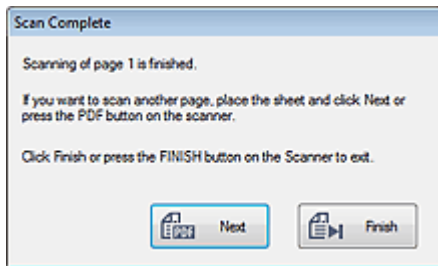 Scan Complete
Scanning of page 1 is finished.
If you want to scan another page, place the sheet and click Next or
press the PDF button on the scanner.
Click Finish or press the FINISH button on the Scanner to exit.
PDF Next Finish